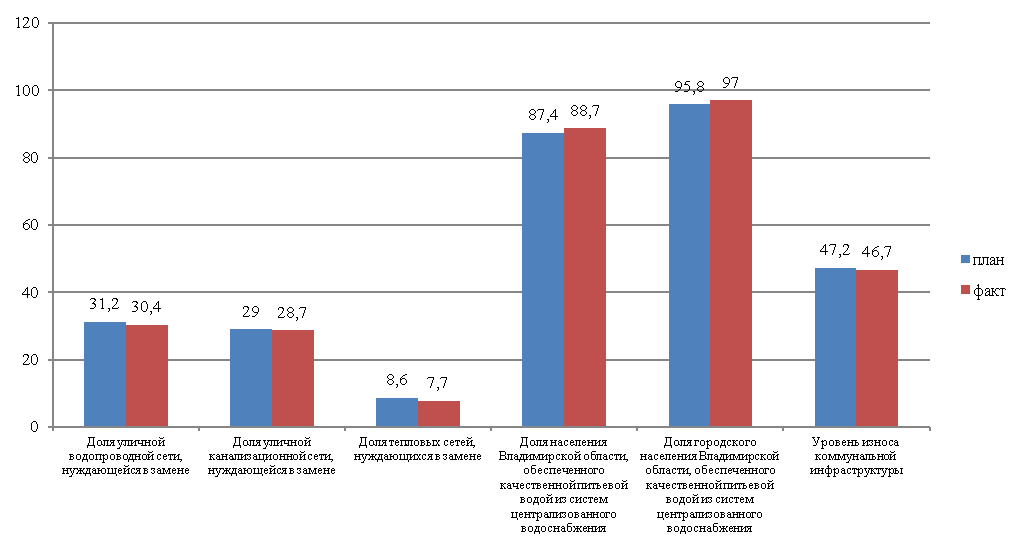 120
100
80
60
40
20
0
31,2
30,4
29
28,7
8,6
7,7
87,4
88,7
95,8
97
47,2
46,7
план
факт
Доля уличной
водопроводной сети,
нуждающейся в замене
Доля уличной
канализационной сети,
нуждающейся в замене
Доля тепловых сетей,
нуждающихся в замене
Доля населения
Владимирской области,
обеспеченного
качественной питьевой
водой из систем
централизованного
водоснабжения
Доля городского
населения Владимирской
области, обеспеченного
качественной питьевой
водой из систем
централизованного
водоснабжения
Уровень износа
коммунальной
инфраструктуры